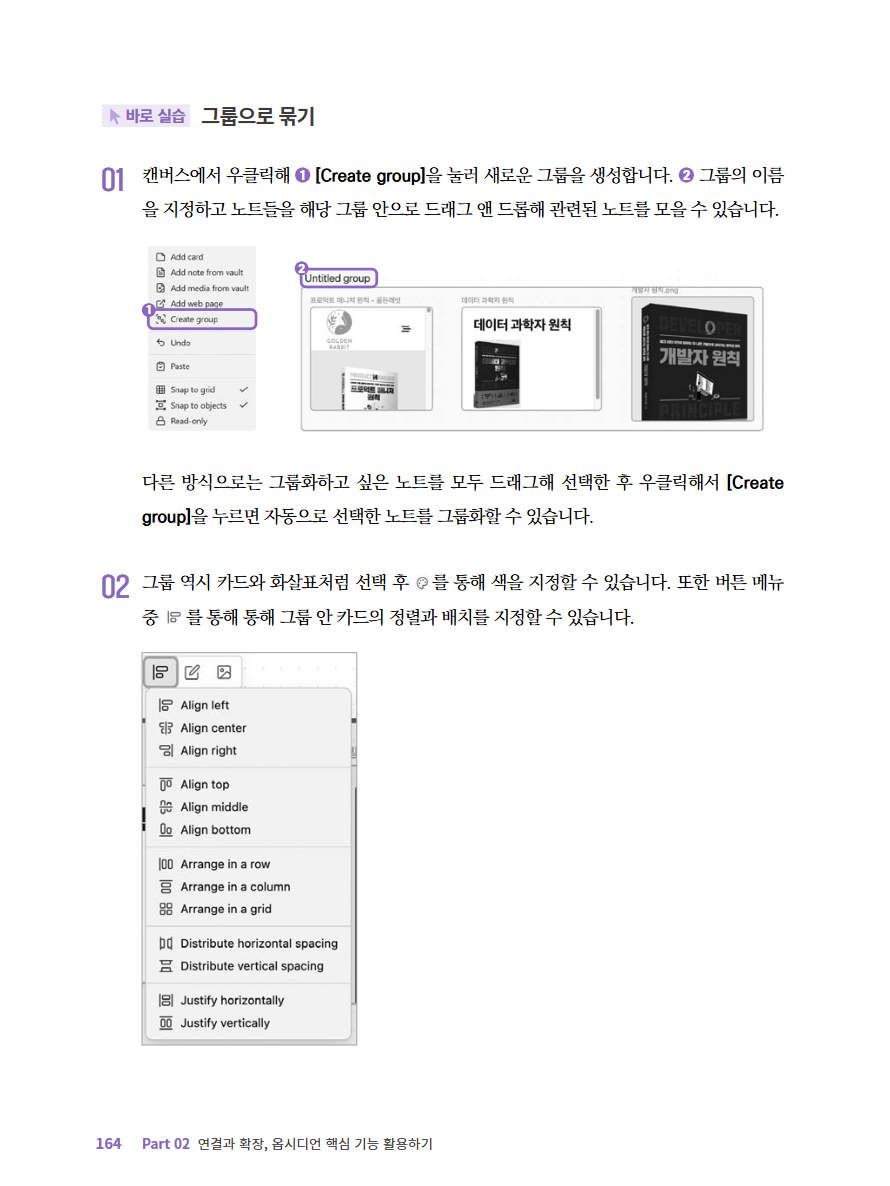 바로 실습 그룹으로 묶기
01 캔버스에서 우클릭해 ❶ [Create group]을 눌러 새로운 그룹을 생성합니다. ❷ 그룹의 이름
을 지정하고 노트들을 해당 그룹 안으로 드래그 앤 드롭해 관련된 노트를 모을 수 있습니다.
Add card
Add note from vault
Add media from vault
Add web page
❶
Create group
Undo
Paste
Snap to grid
Snap to objects
Read-only
❷
Untitled group
프로덕트 매니저 원칙 - 골든래빗
GOLDEN
RABBIT
프로덕트 매니저
원칙
데이터 과학자 원칙
데이터 과학자 원칙
개발자 원칙.png
DEVELOPER
개발자 원칙
PRINCIPLE
다른 방식으로는 그룹화하고 싶은 노트를 모두 드래그해 선택한 후 우클릭해서 [Create
group]을 누르면 자동으로 선택한 노트를 그룹화할 수 있습니다.
02 그룹 역시 카드와 화살표처럼 선택 후 를 통해 색을 지정할 수 있습니다. 또한 버튼 메뉴
중 를 통해 통해 그룹 안 카드의 정렬과 배치를 지정할 수 있습니다.
Align left
Align center
Align right
Align top
Align middle
Align bottom
Arrange in a row
Arrange in a column
Arrange in a grid
Distribute horizontal spacing
Distribute vertical spacing
Justify horizontally
Justify vertically
164 Part 02 연결과 확장, 옵시디언 핵심 기능 활용하기